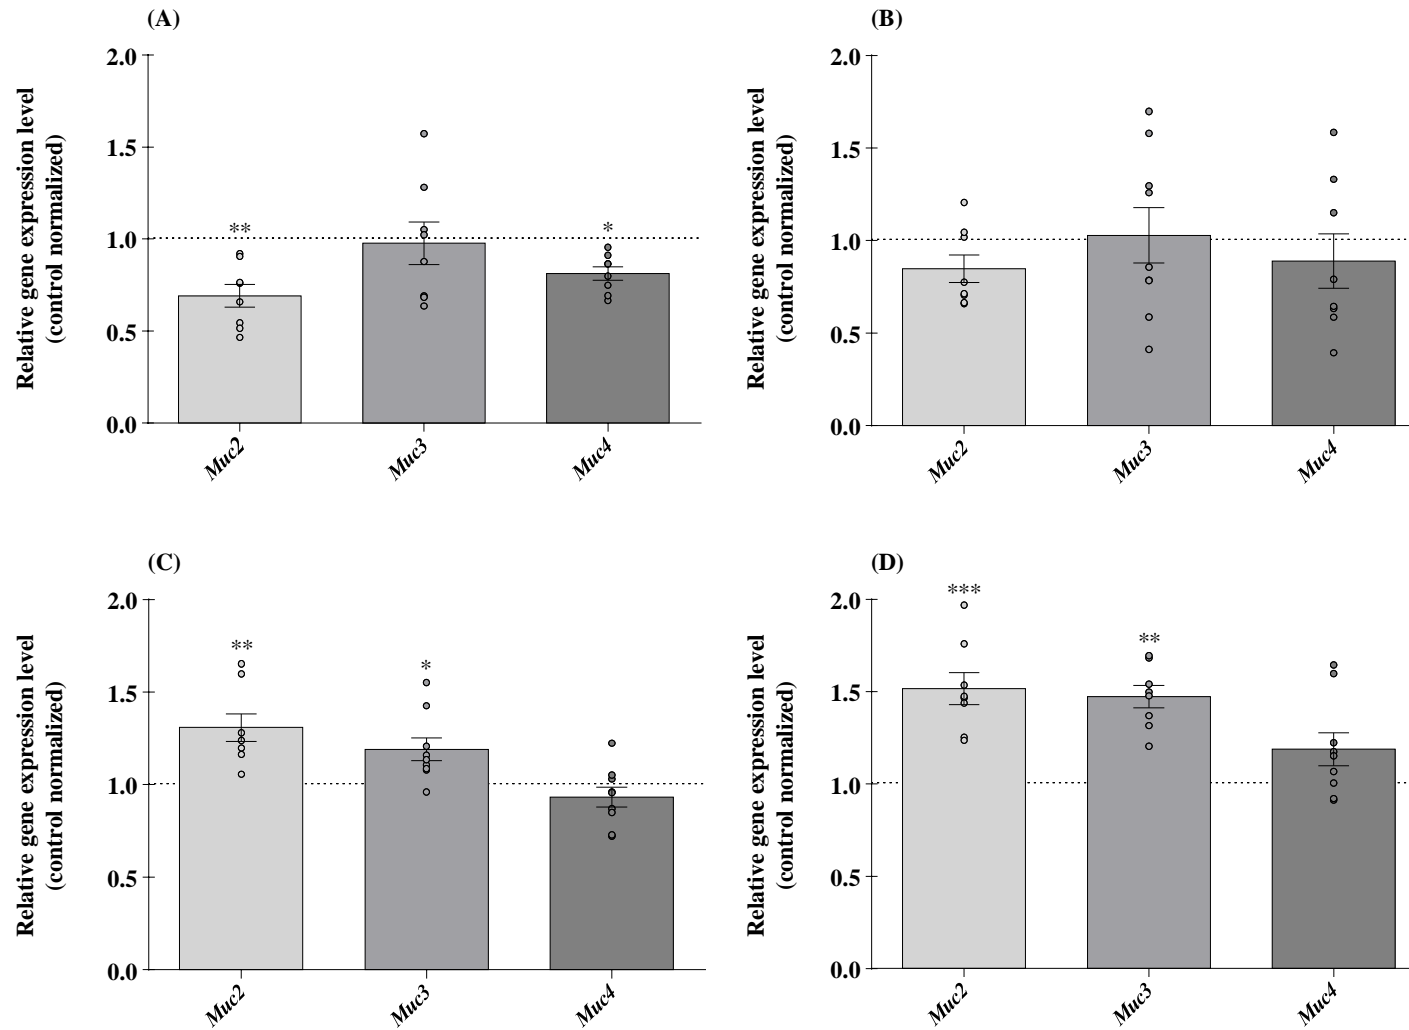 (A)
Relative gene expression level
(control normalized)
2.0
1.5
1.0
0.5
0.0
**
*
Muc2
Muc3
Muc4
(B)
Relative gene expression level
(control normalized)
2.0
1.5
1.0
0.5
0.0
Muc2
Muc3
Muc4
(C)
Relative gene expression level
(control normalized)
2.0
1.5
1.0
0.5
0.0
**
*
Muc2
Muc3
Muc4
(D)
Relative gene expression level
(control normalized)
2.0
1.5
1.0
0.5
0.0
***
**
Muc2
Muc3
Muc4